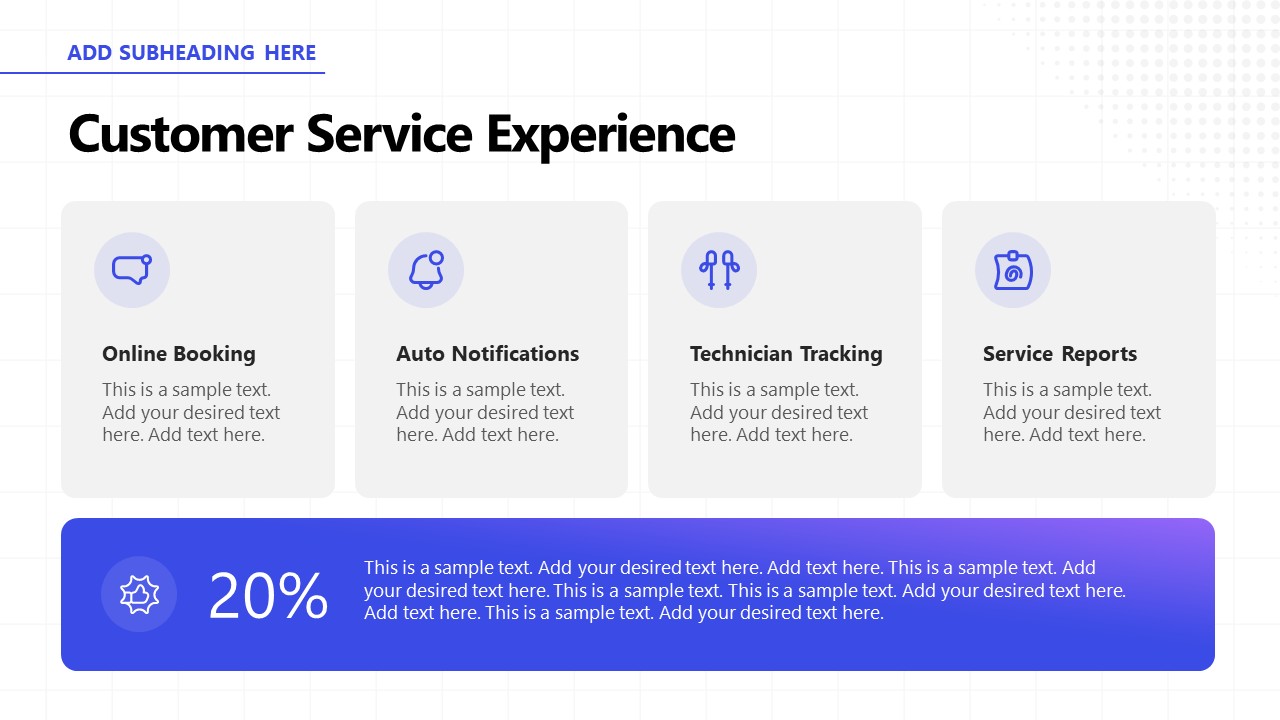 ADD SUBHEADING HERE
Customer Service Experience
Online Booking
This is a sample text.
Add your desired text
here. Add text here.
Auto Notifications
This is a sample text.
Add your desired text
here. Add text here.
Technician Tracking
This is a sample text.
Add your desired text
here. Add text here.
Service Reports
This is a sample text.
Add your desired text
here. Add text here.
20%
This is a sample text. Add your desired text here. Add text here. This is a sample text. Add
your desired text here. This is a sample text. This is a sample text. Add your desired text here.
Add text here. This is a sample text. Add your desired text here.